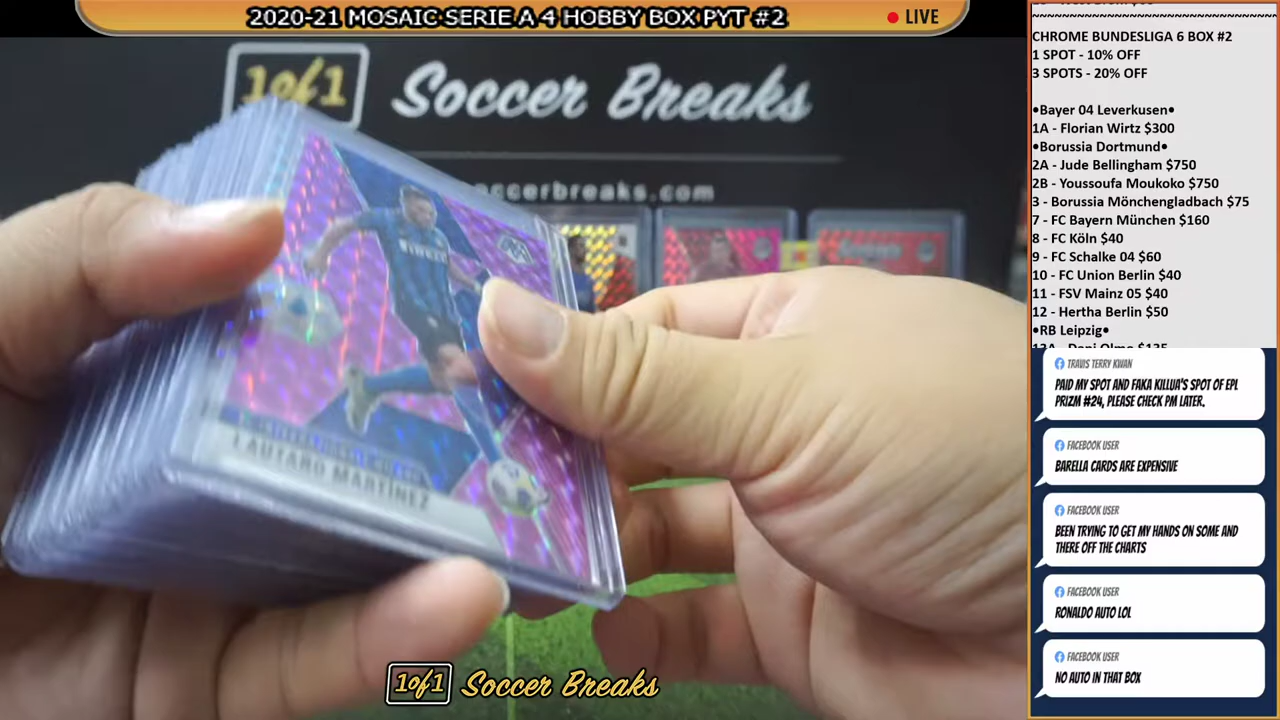 2020-21 MOSAIC SERIE A 4 HOBBY BOX PYT #2
LIVE
1of1 Soccer Breaks
soccerbreaks.com
PIRELLI
LAUTARO MARTÍNEZ
1of1 Soccer Breaks
CHROME BUNDESLIGA 6 BOX #2
1 SPOT - 10% OFF
3 SPOTS - 20% OFF
•Bayer 04 Leverkusen•
1A - Florian Wirtz $300
•Borussia Dortmund•
2A - Jude Bellingham $750
2B - Youssoufa Moukoko $750
3 - Borussia Mönchengladbach $75
7 - FC Bayern München $160
8 - FC Köln $40
9 - FC Schalke 04 $60
10 - FC Union Berlin $40
11 - FSV Mainz 05 $40
12 - Hertha Berlin $50
•RB Leipzig•
TRAVIS TERRY KWAN
PAID MY SPOT AND FAKA KILLUA'S SPOT OF EPL
PRIZM #24, PLEASE CHECK PM LATER.
FACEBOOK USER
BARELLA CARDS ARE EXPENSIVE
FACEBOOK USER
BEEN TRYING TO GET MY HANDS ON SOME AND
THERE OFF THE CHARTS
FACEBOOK USER
RONALDO AUTO LOL
FACEBOOK USER
NO AUTO IN THAT BOX